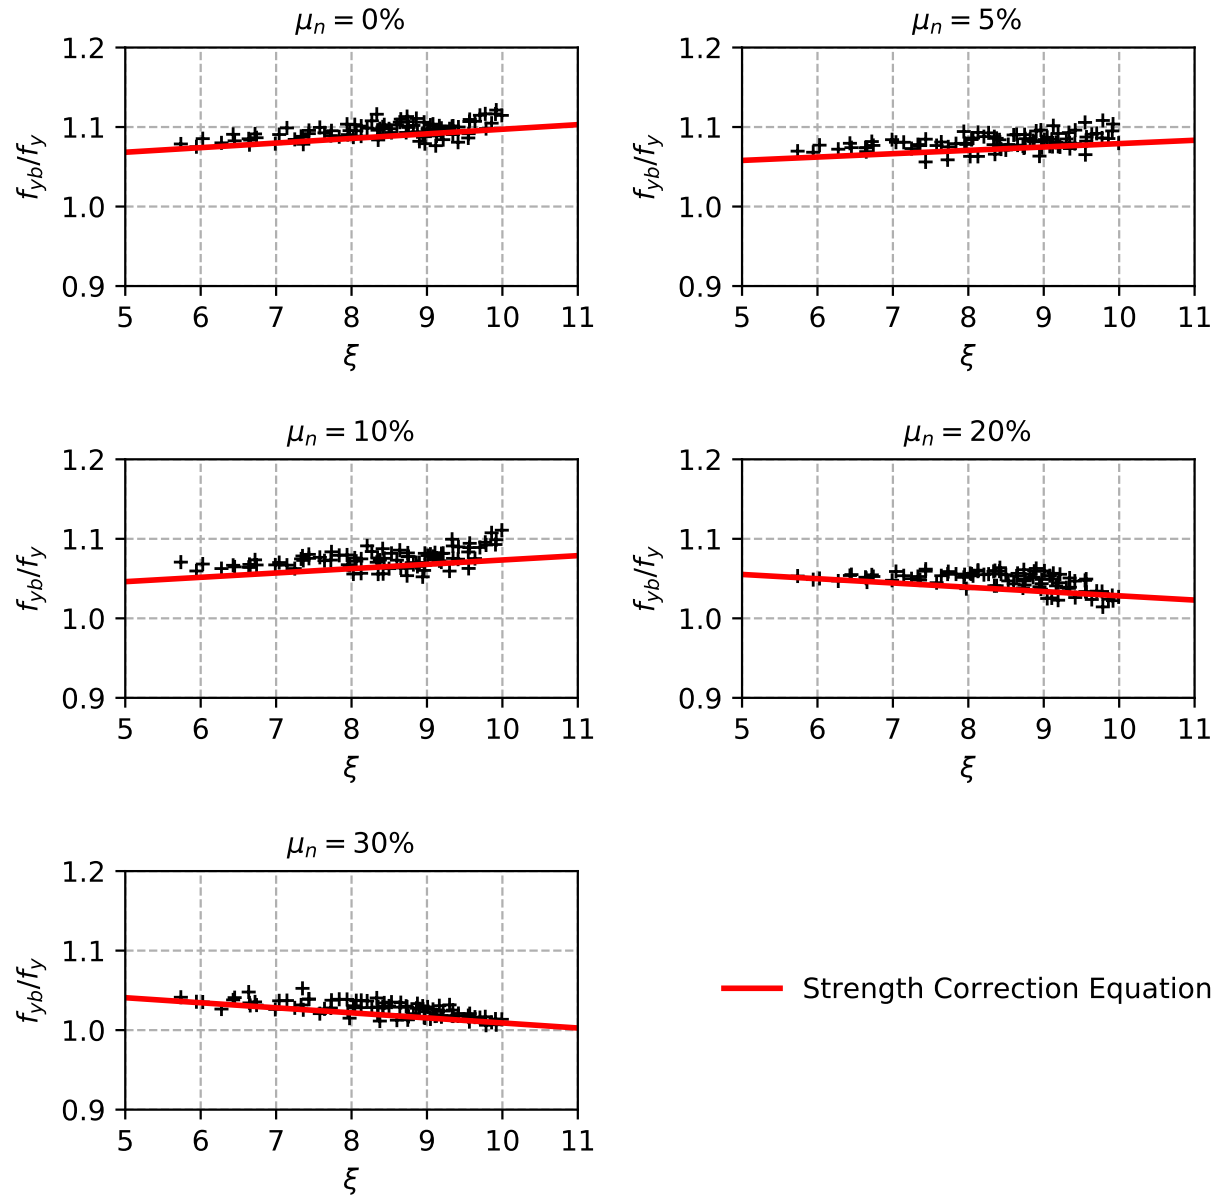 μn = 0%
1.2
1.1
1.0
0.9
fyb/fy
5 6 7 8 9 10 11
ξ
μn = 5%
1.2
1.1
1.0
0.9
fyb/fy
5 6 7 8 9 10 11
ξ
μn = 10%
1.2
1.1
1.0
0.9
fyb/fy
5 6 7 8 9 10 11
ξ
μn = 20%
1.2
1.1
1.0
0.9
fyb/fy
5 6 7 8 9 10 11
ξ
μn = 30%
1.2
1.1
1.0
0.9
fyb/fy
5 6 7 8 9 10 11
ξ
Strength Correction Equation